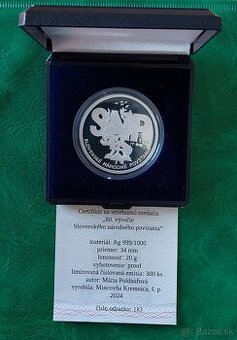 SNP
SLOVENSKÉ NÁRODNÉ POVSTANIE
Certifikát na striebornú medailu
„80. výročie
Slovenského národného povstania"
materiál: Ag 999/1000
priemer: 34 mm
hmotnosť: 20 g
vyhotovenie: proof
limitovaná číslovaná emisia: 300 ks
autor: Mária Poldaufová
vyrobila: Mincovňa Kremnica, š. p.
2024
číslo odrazku: 183
Bazos.sk